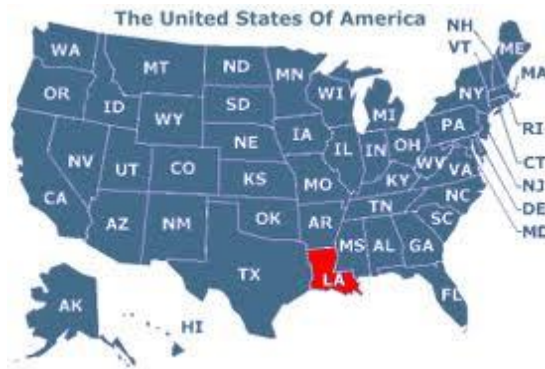 The United States Of America
NH
VT
WA
ME
MT
ND
MN
MA
OR
ID
SD
WI
NY
WY
MI
RI
IA
PA
NE
OH
IL
IN
NV
UT
CO
WV
CT
VA
KS
MO
KY
NJ
CA
NC
DE
TN
OK
AR
SC
MD
AZ
NM
MS
AL
GA
TX
LA
FL
AK
HI